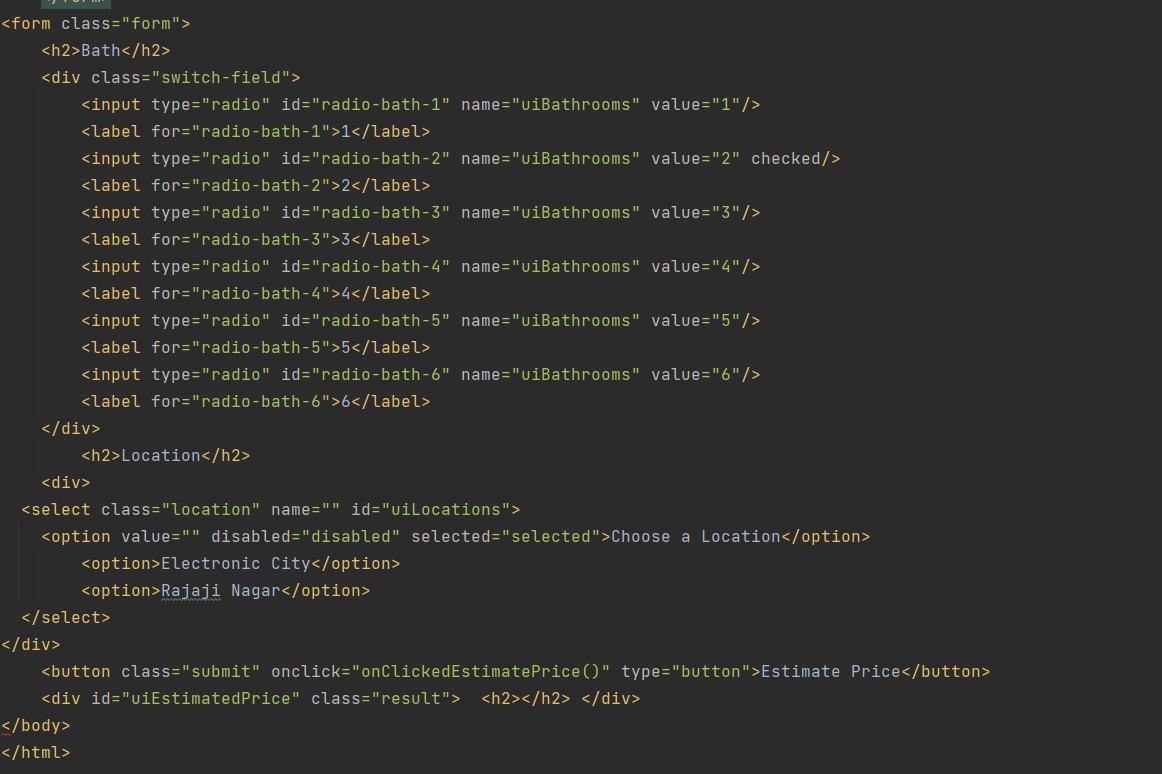 </form>
<form class="form">
<h2>Bath</h2>
<div class="switch-field">
<input type="radio" id="radio-bath-1" name="uiBathrooms" value="1"/>
<label for="radio-bath-1">1</label>
<input type="radio" id="radio-bath-2" name="uiBathrooms" value="2" checked/>
<label for="radio-bath-2">2</label>
<input type="radio" id="radio-bath-3" name="uiBathrooms" value="3"/>
<label for="radio-bath-3">3</label>
<input type="radio" id="radio-bath-4" name="uiBathrooms" value="4"/>
<label for="radio-bath-4">4</label>
<input type="radio" id="radio-bath-5" name="uiBathrooms" value="5"/>
<label for="radio-bath-5">5</label>
<input type="radio" id="radio-bath-6" name="uiBathrooms" value="6"/>
<label for="radio-bath-6">6</label>
</div>
<h2>Location</h2>
<div>
<select class="location" name="" id="uiLocations">
<option value="" disabled="disabled" selected="selected">Choose a Location</option>
<option>Electronic City</option>
<option>Rajaji Nagar</option>
</select>
</div>
<button class="submit" onclick="onClickedEstimatePrice()" type="button">Estimate Price</button>
<div id="uiEstimatedPrice" class="result">  <h2></h2> </div>
</body>
</html>